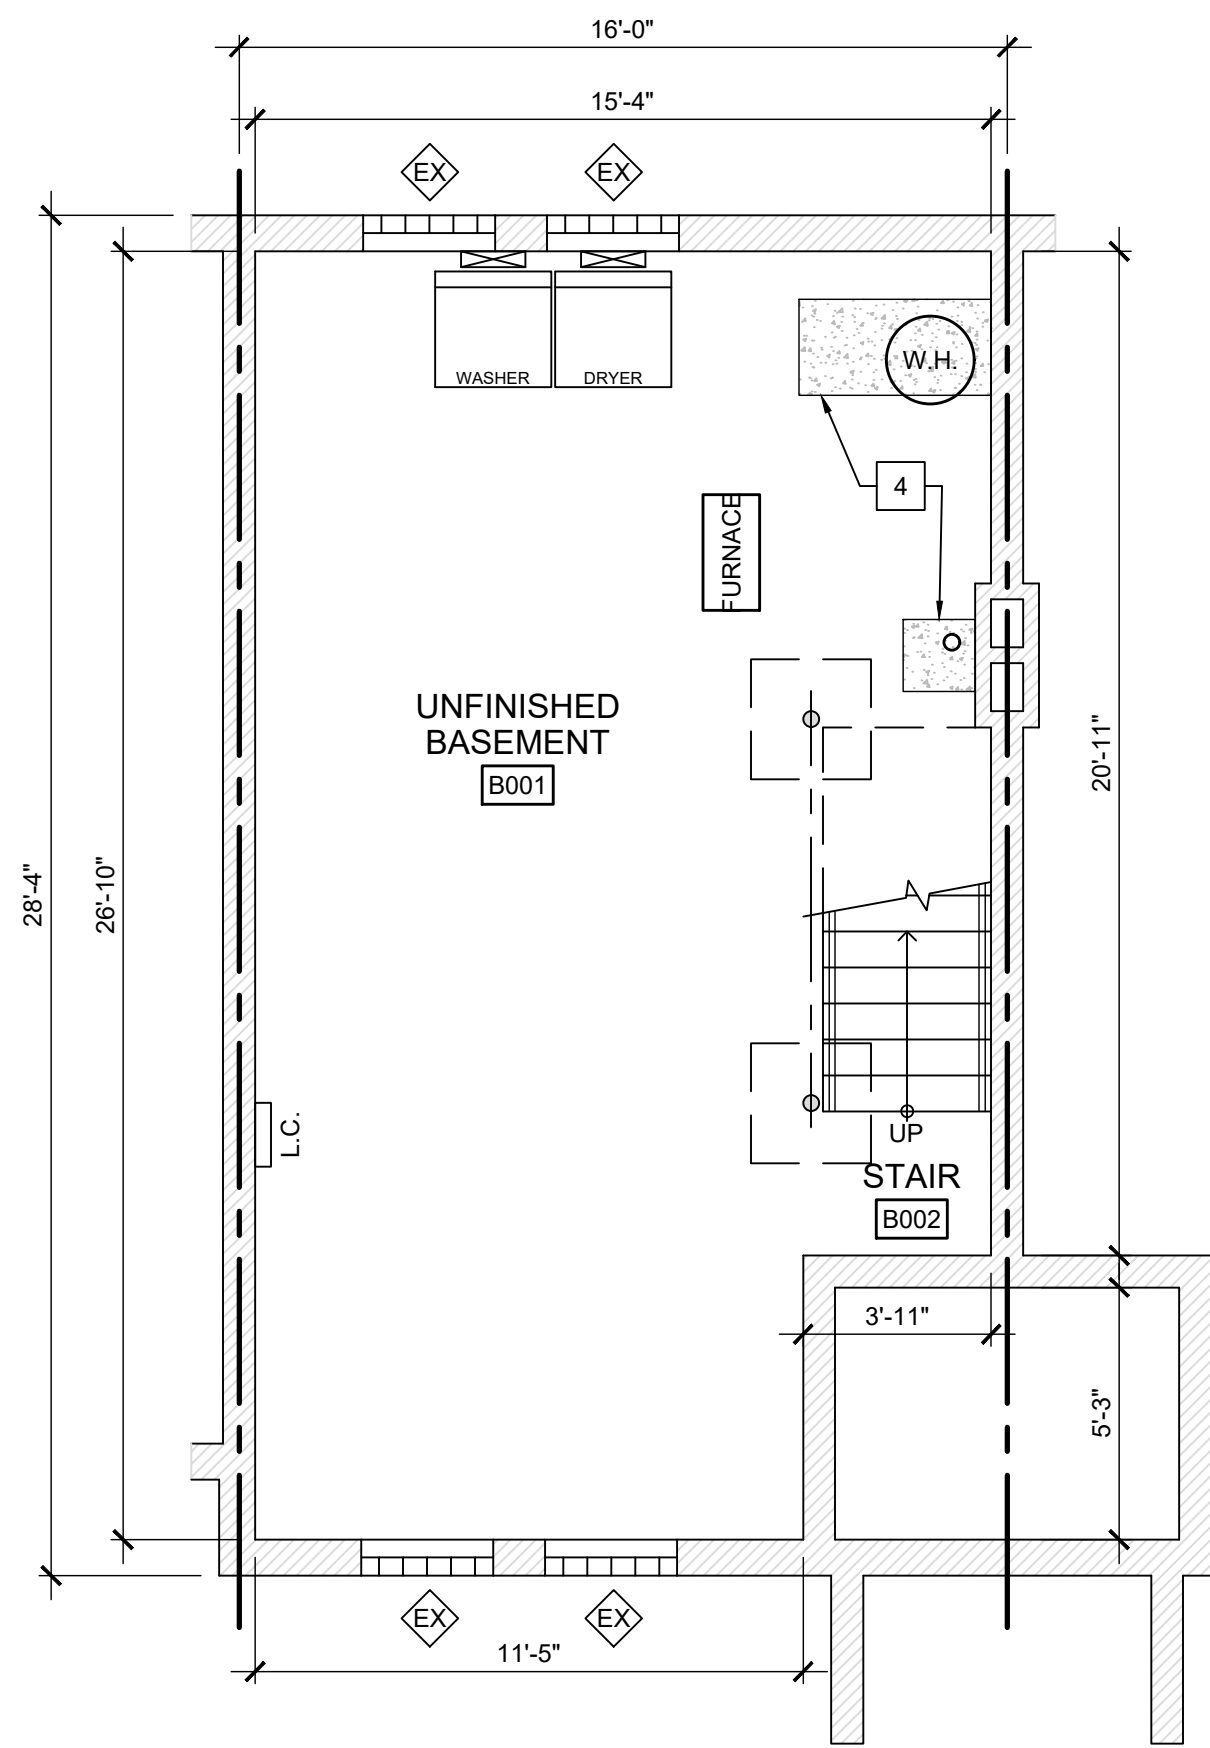 16'-0"
15'-4"
EX
EX
WASHER
DRYER
W.H.
4
FURNACE
UNFINISHED
BASEMENT
B001
20'-11"
28'-4"
26'-10"
L.C.
UP
STAIR
B002
3'-11"
5'-3"
EX
EX
11'-5"